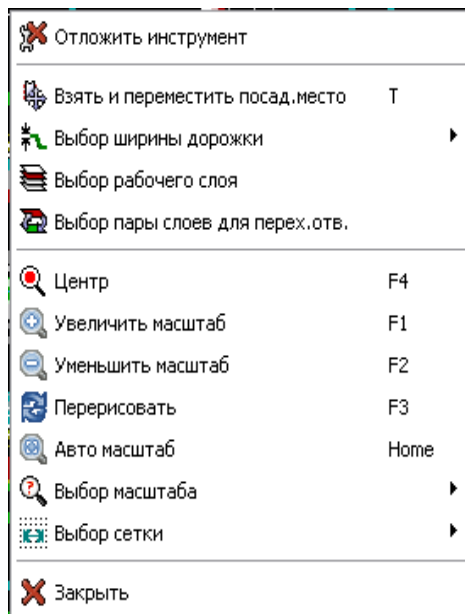 Отложить инструмент
Взять и переместить посад.место T
Выбор ширины дорожки
Выбор рабочего слоя
Выбор пары слоев для перех.отв.
Центр F4
Увеличить масштаб F1
Уменьшить масштаб F2
Перерисовать F3
Авто масштаб Home
Выбор масштаба
Выбор сетки
Закрыть